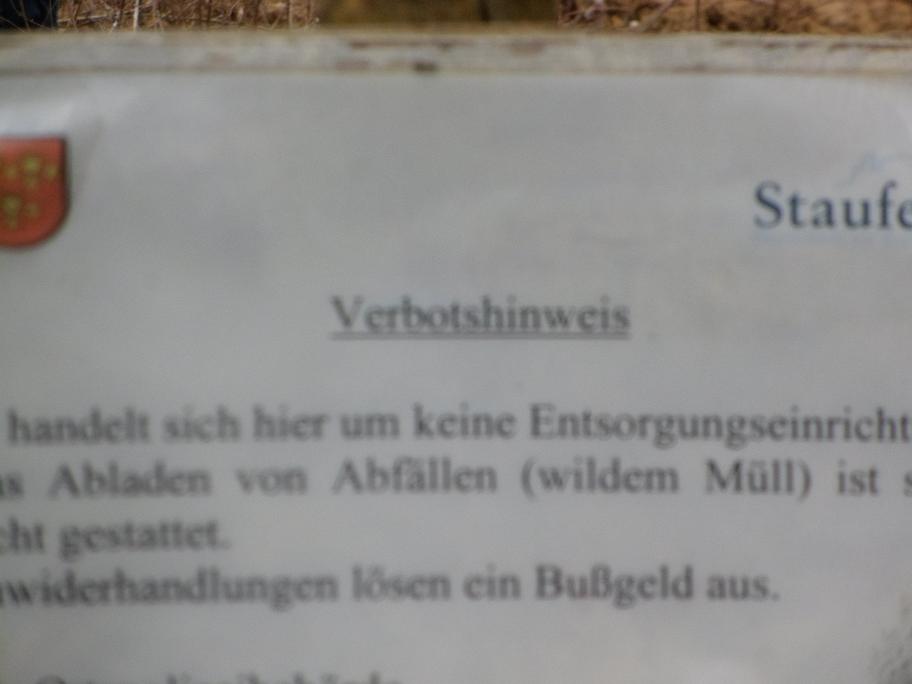 Staufe
Verbotshinweis
handelt sich hier um keine Entsorgungseinricht
s Abladen von Abfällen (wildem Müll) ist s
cht gestattet.
widerhandlungen lösen ein Bußgeld aus.